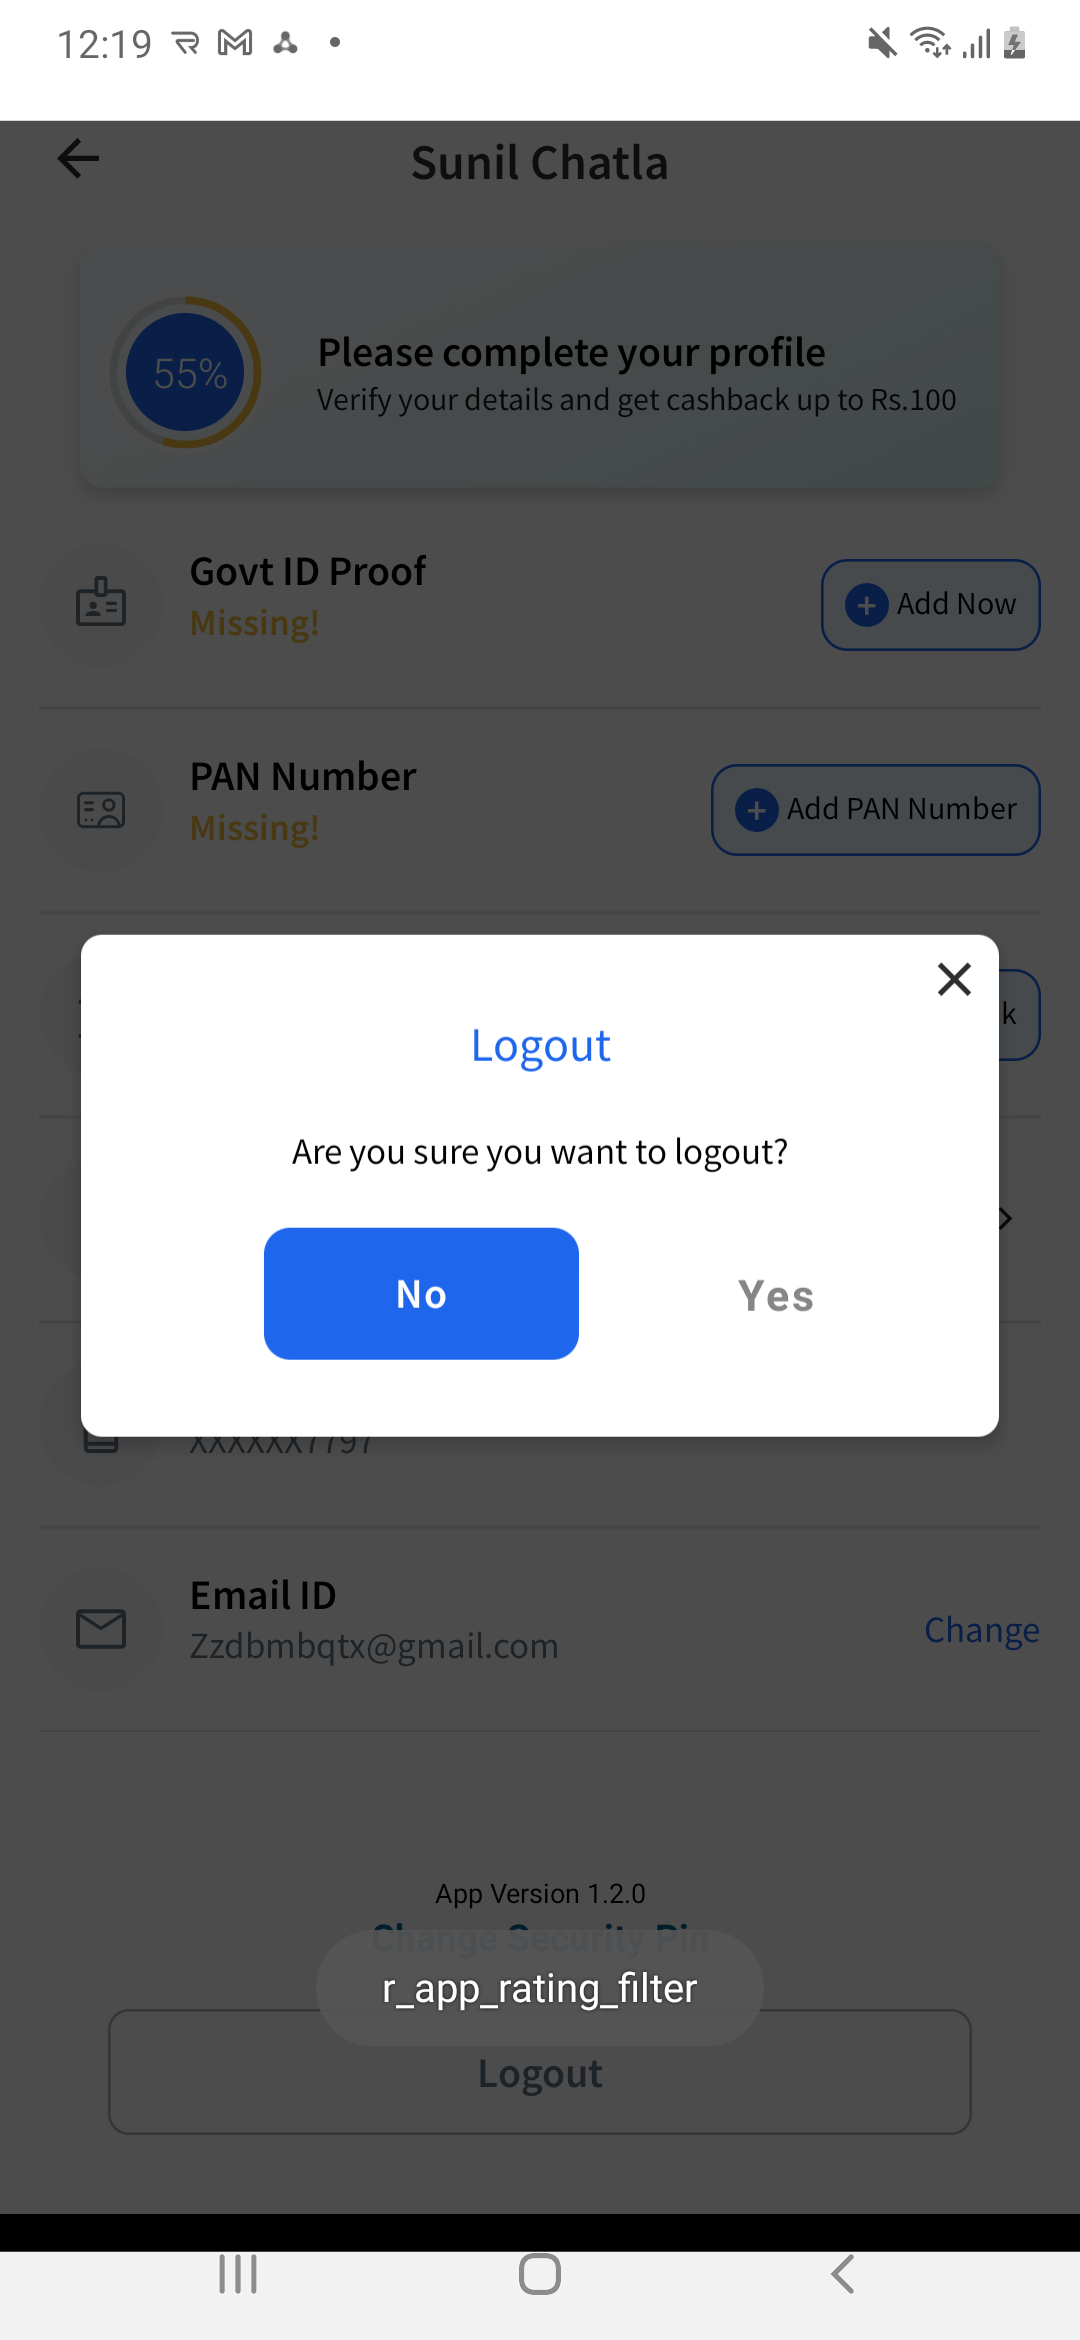 12:19
Sunil Chatla
55%
Please complete your profile
Verify your details and get cashback up to Rs.100
Govt ID Proof
Missing!
Add Now
PAN Number
Missing!
Add PAN Number
k
Logout
Are you sure you want to logout?
No
Yes
XXXXXX7797
Email ID
Zzdbmbqtx@gmail.com
Change
App Version 1.2.0
Change Security Pin
r_app_rating_filter
Logout